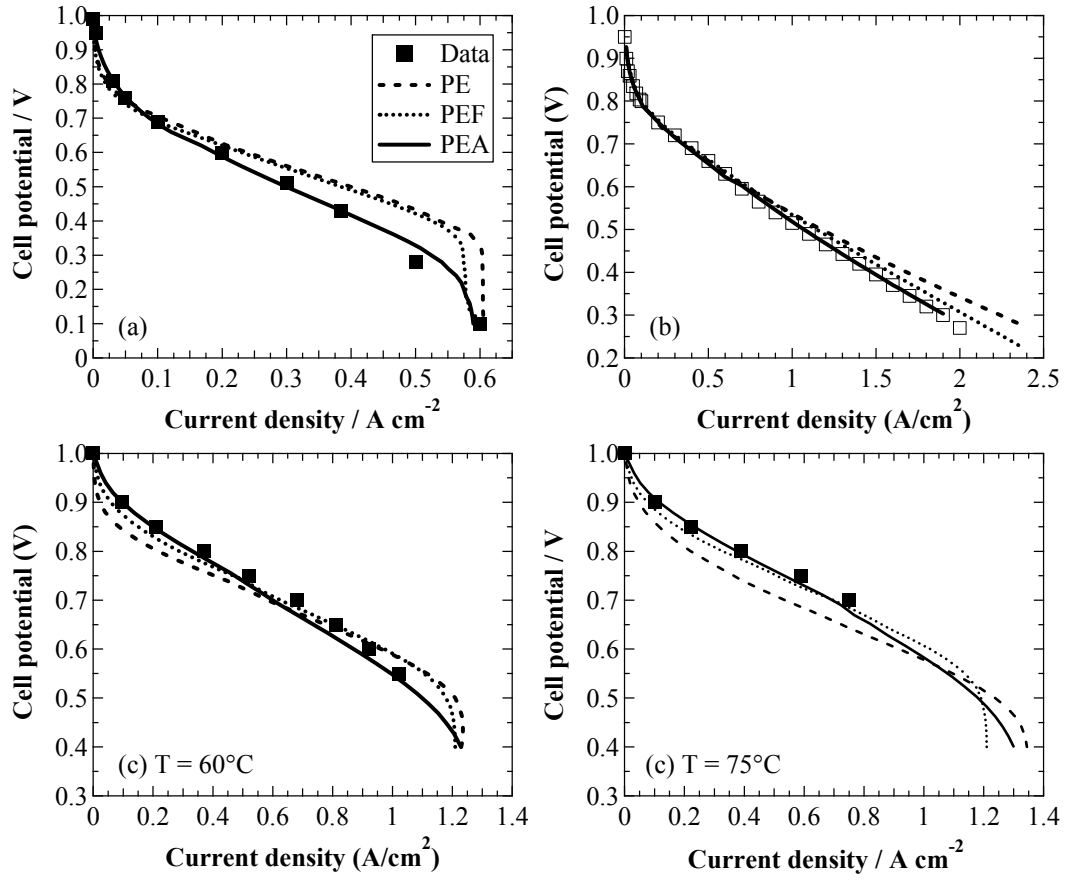 1.0
0.9
0.8
0.7
0.6
0.5
0.4
0.3
0.2
0.1
0
Cell potential / V
Data
PE
PEF
PEA
(a)
0 0.1 0.2 0.3 0.4 0.5 0.6
Current density / A cm⁻²
1.0
0.9
0.8
0.7
0.6
0.5
0.4
0.3
0.2
Cell potential (V)
(b)
0 0.5 1 1.5 2 2.5
Current density (A/cm²)
1.0
0.9
0.8
0.7
0.6
0.5
0.4
0.3
Cell potential (V)
(c) T = 60°C
0 0.2 0.4 0.6 0.8 1 1.2 1.4
Current density (A/cm²)
1.0
0.9
0.8
0.7
0.6
0.5
0.4
0.3
Cell potential / V
(c) T = 75°C
0 0.2 0.4 0.6 0.8 1 1.2 1.4
Current density / A cm⁻²